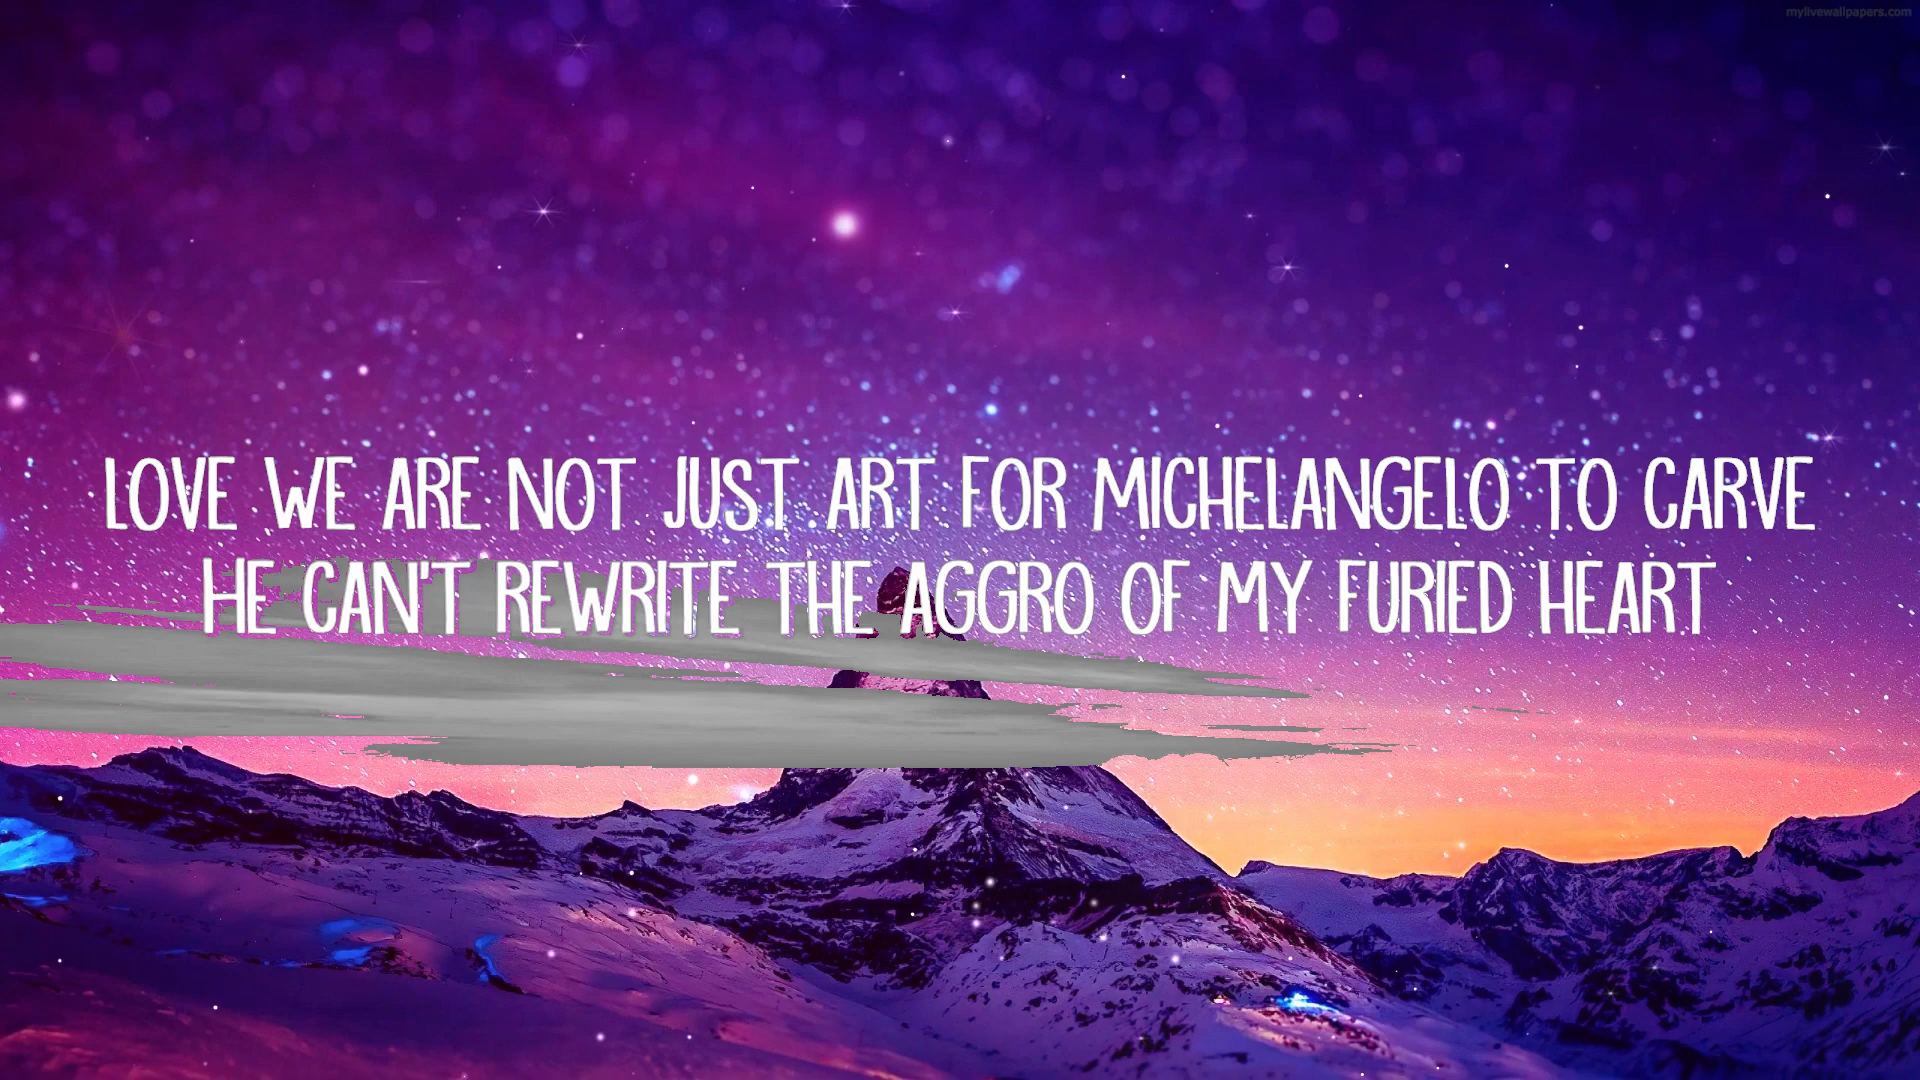 mylivewallpapers.com
LOVE WE ARE NOT JUST ART FOR MICHELANGELO TO CARVE
HE CAN'T REWRITE THE AGGRO OF MY FURIED HEART